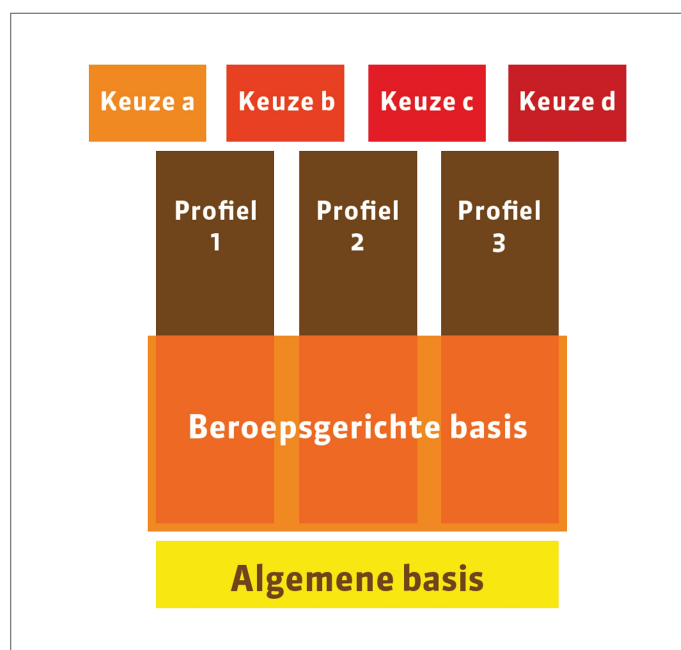 Keuze a
Keuze b
Keuze c
Keuze d
Profiel
1
Profiel
2
Profiel
3
Beroepsgerichte basis
Algemene basis